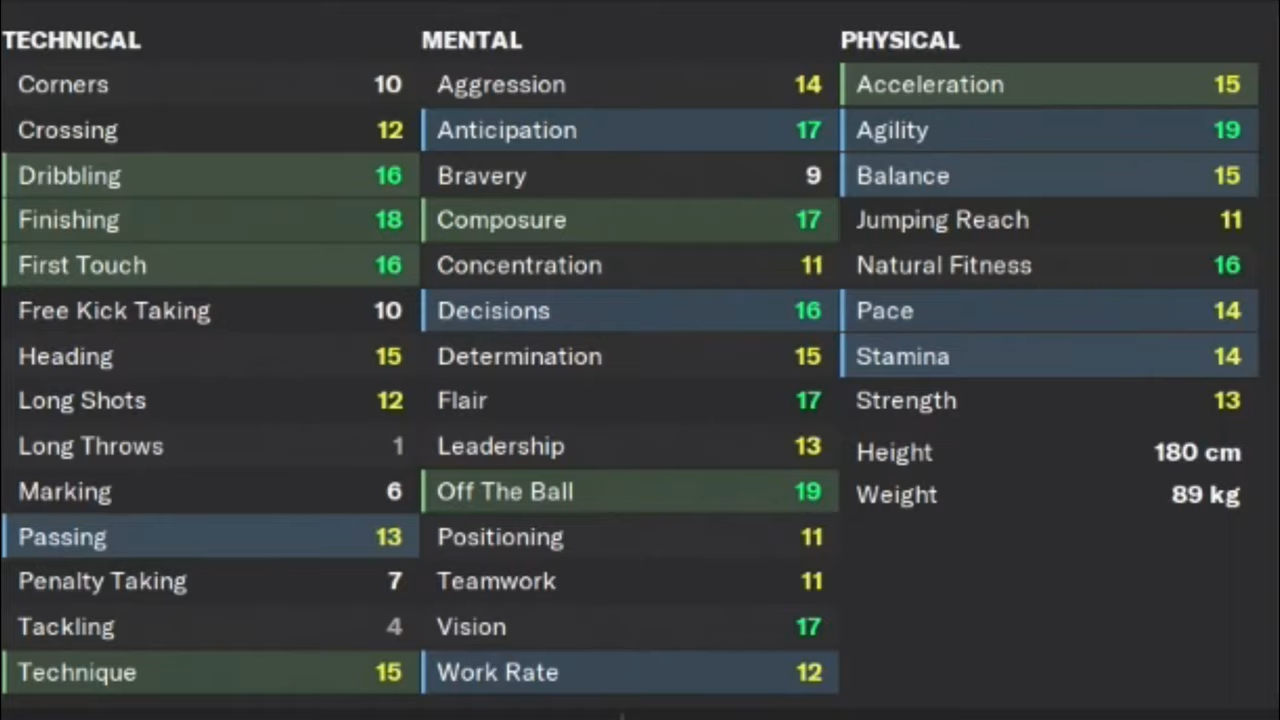 TECHNICAL MENTAL PHYSICAL
Corners 10 Aggression 14 Acceleration 15
Crossing 12 Anticipation 17 Agility 19
Dribbling 16 Bravery 9 Balance 15
Finishing 18 Composure 17 Jumping Reach 11
First Touch 16 Concentration 11 Natural Fitness 16
Free Kick Taking 10 Decisions 16 Pace 14
Heading 15 Determination 15 Stamina 14
Long Shots 12 Flair 17 Strength 13
Long Throws 1 Leadership 13 Height 180 cm
Marking 6 Off The Ball 19 Weight 89 kg
Passing 13 Positioning 11
Penalty Taking 7 Teamwork 11
Tackling 4 Vision 17
Technique 15 Work Rate 12